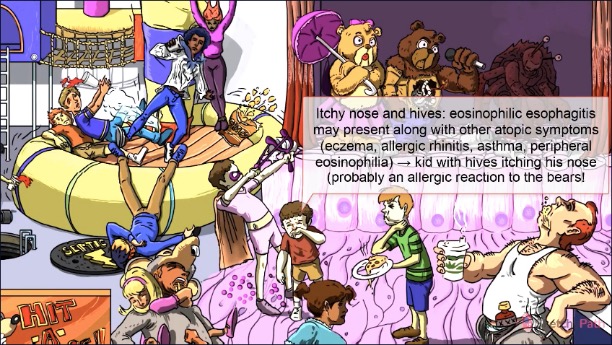 Itchy nose and hives: eosinophilic esophagitis
may present along with other atopic symptoms
(eczema, allergic rhinitis, asthma, peripheral
eosinophilia) → kid with hives itching his nose
(probably an allergic reaction to the bears!
HIT